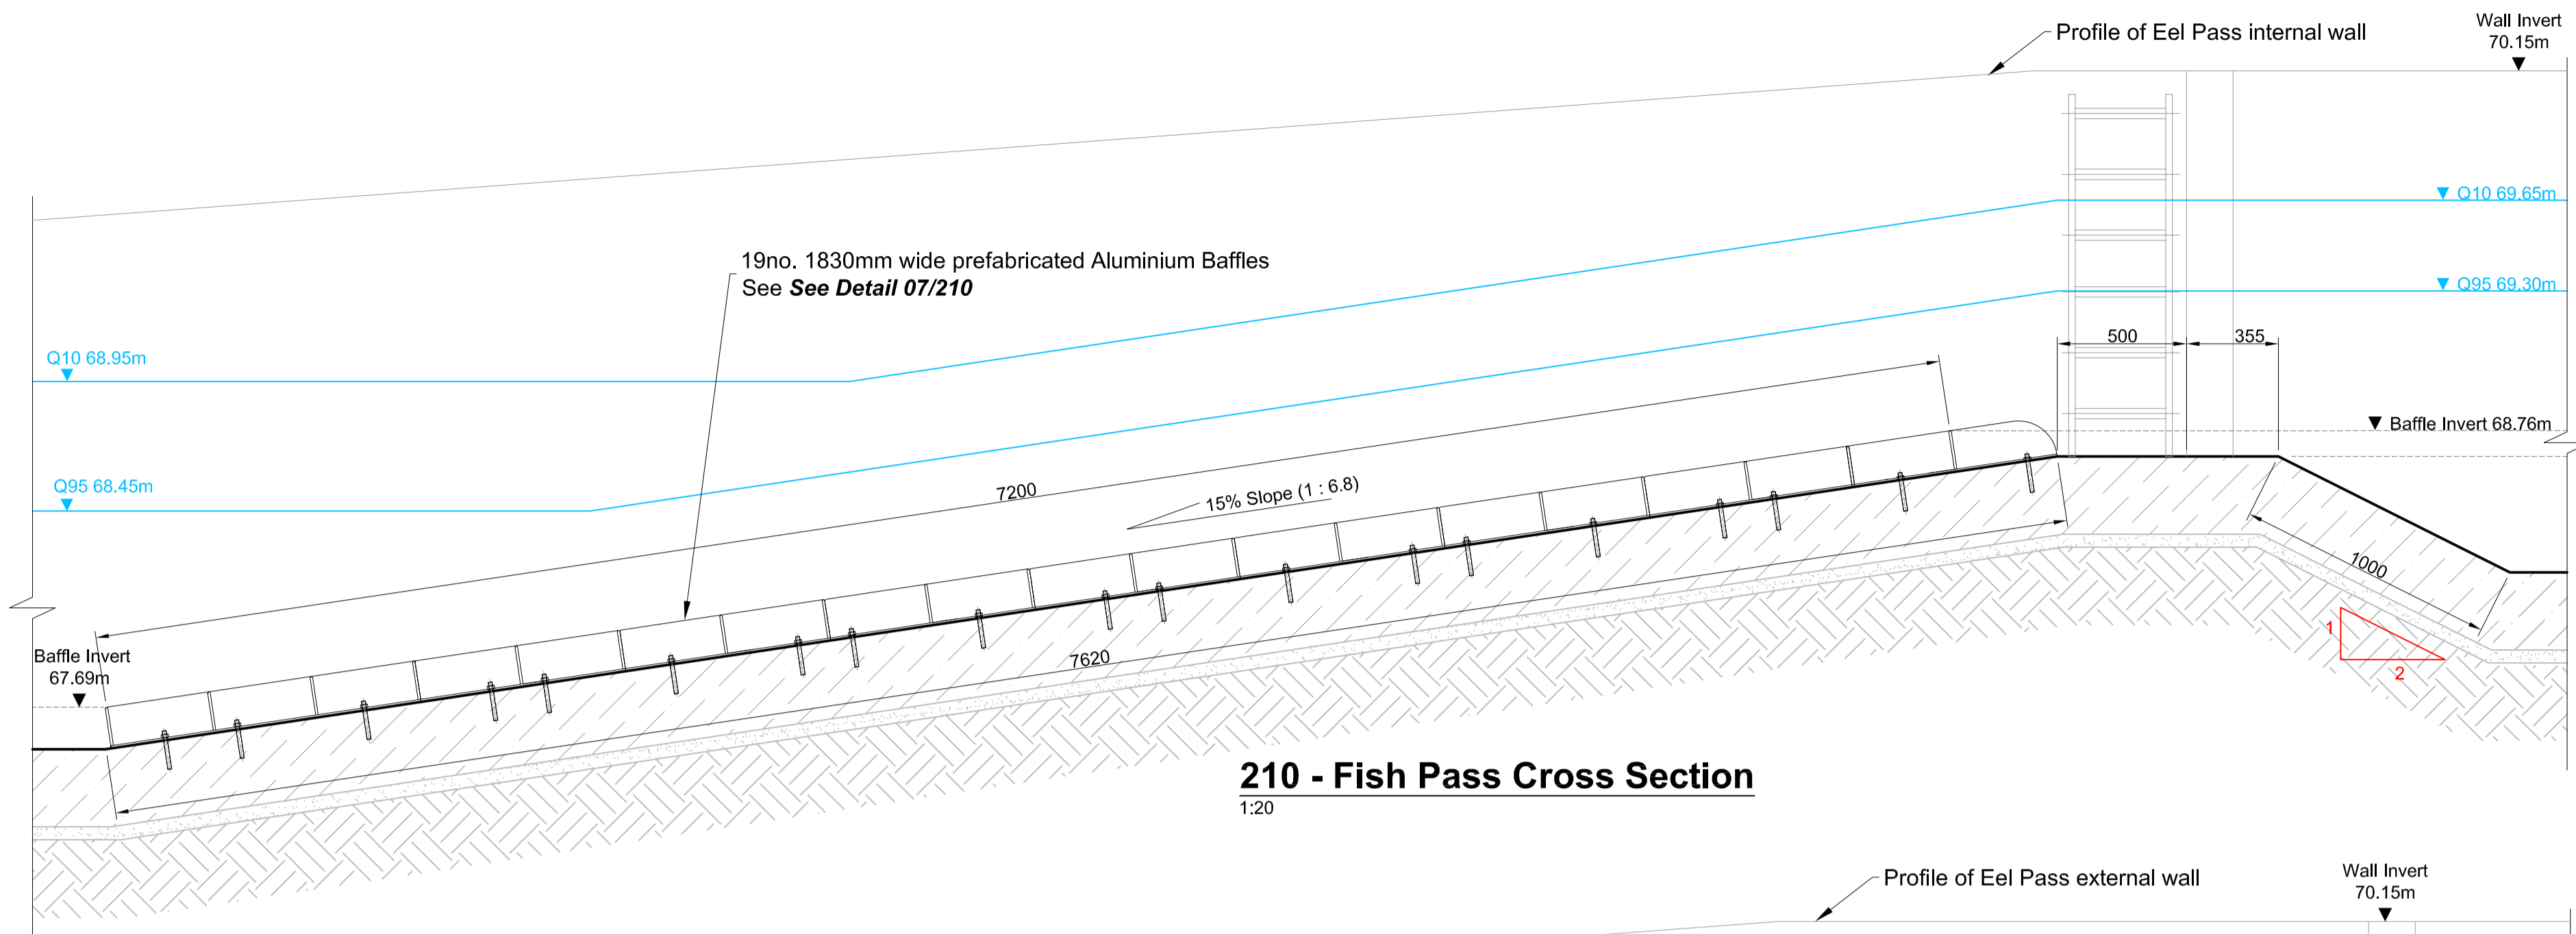 Profile of Eel Pass internal wall
Wall Invert
70.15m
Q10 69.65m
19no. 1830mm wide prefabricated Aluminium Baffles
See See Detail 07/210
Q95 69.30m
500
355
Q10 68.95m
Baffle Invert 68.76m
Q95 68.45m
7200
15% Slope (1 : 6.8)
1000
1
2
Baffle Invert
67.69m
7620
210 - Fish Pass Cross Section
1:20
Profile of Eel Pass external wall
Wall Invert
70.15m